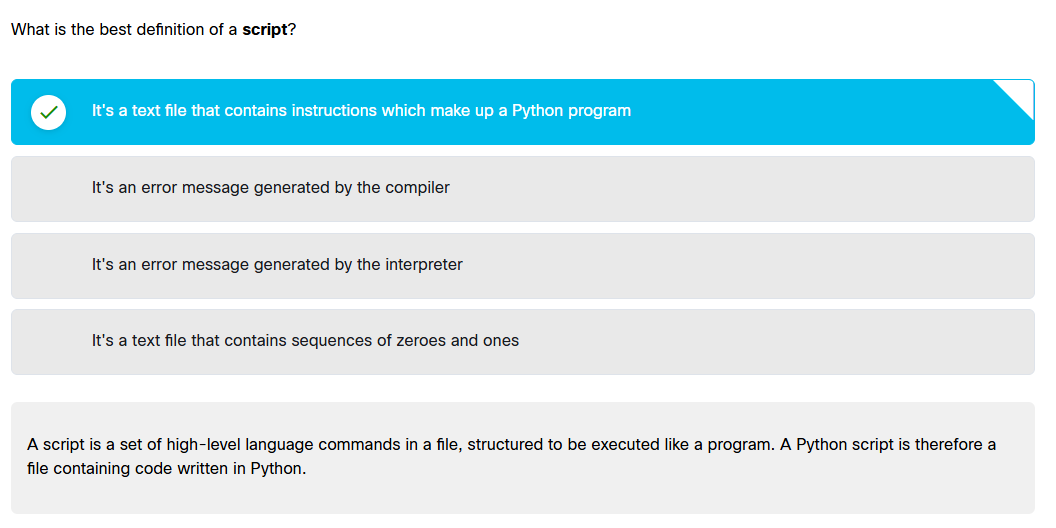 What is the best definition of a script?
It's a text file that contains instructions which make up a Python program
It's an error message generated by the compiler
It's an error message generated by the interpreter
It's a text file that contains sequences of zeroes and ones
A script is a set of high-level language commands in a file, structured to be executed like a program. A Python script is therefore a
file containing code written in Python.